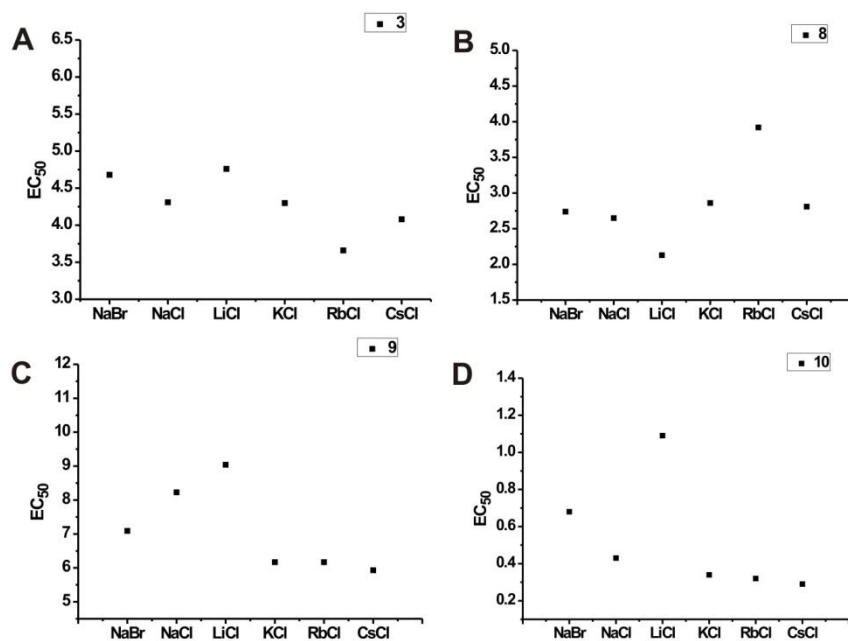 A
3
6.5
6.0
5.5
5.0
4.5
4.0
3.5
3.0
EC50
NaBr NaCl LiCl KCl RbCl CsCl
B
8
5.0
4.5
4.0
3.5
3.0
2.5
2.0
1.5
EC50
NaBr NaCl LiCl KCl RbCl CsCl
C
9
12
11
10
9
8
7
6
5
EC50
NaBr NaCl LiCl KCl RbCl CsCl
D
10
1.4
1.2
1.0
0.8
0.6
0.4
0.2
EC50
NaBr NaCl LiCl KCl RbCl CsCl